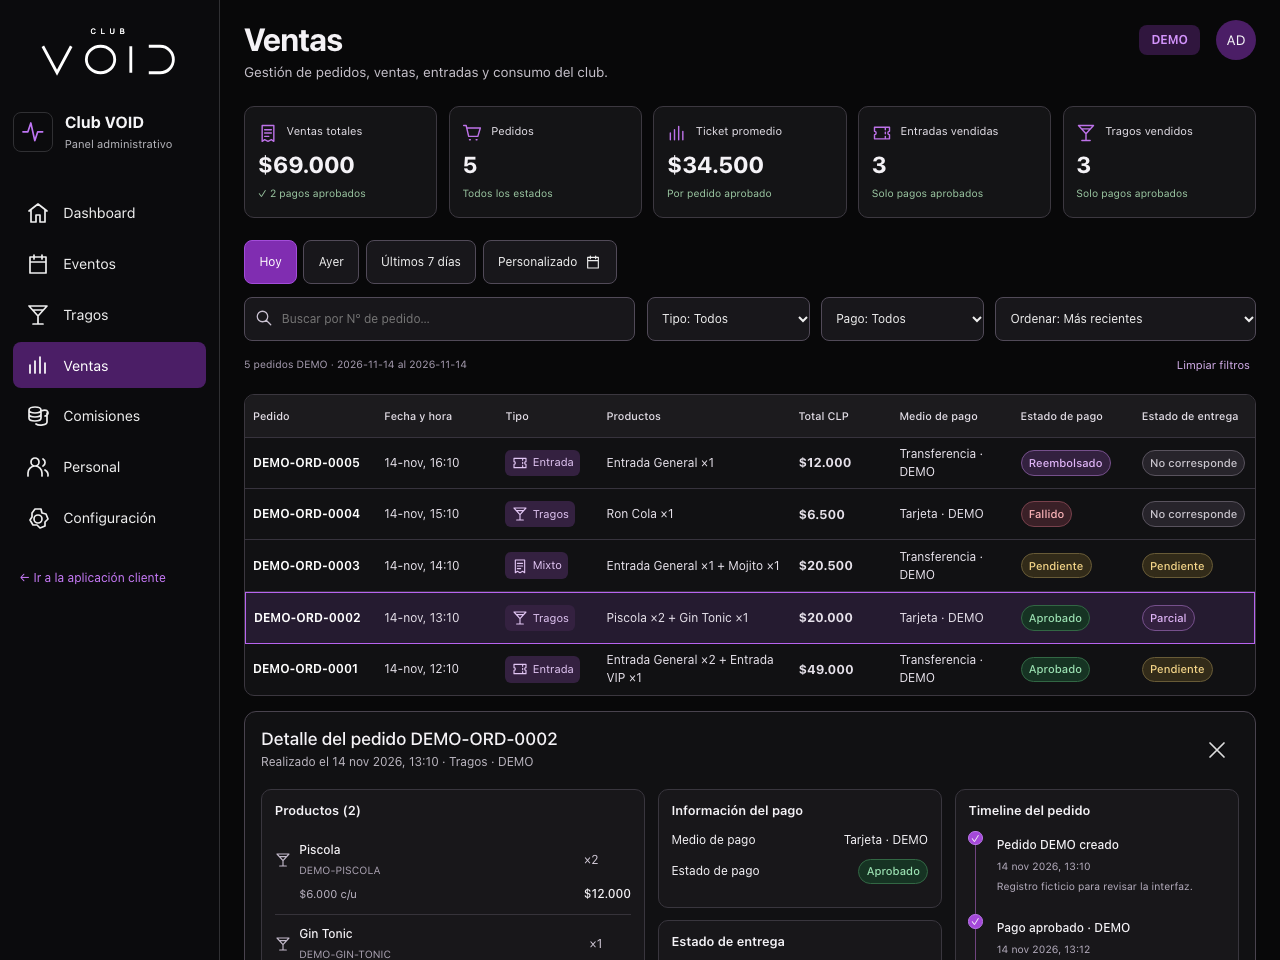 CLUB
VOID
Club VOID
Panel administrativo
Dashboard
Eventos
Tragos
Ventas
Comisiones
Personal
Configuración
← Ir a la aplicación cliente
Ventas
Gestión de pedidos, ventas, entradas y consumo del club.
DEMO
AD
Ventas totales
$69.000
✓ 2 pagos aprobados
Pedidos
5
Todos los estados
Ticket promedio
$34.500
Por pedido aprobado
Entradas vendidas
3
Solo pagos aprobados
Tragos vendidos
3
Solo pagos aprobados
Hoy
Ayer
Últimos 7 días
Personalizado
Buscar por N° de pedido...
Tipo: Todos
Pago: Todos
Ordenar: Más recientes
5 pedidos DEMO · 2026-11-14 al 2026-11-14
Limpiar filtros
Pedido Fecha y hora Tipo Productos Total CLP Medio de pago Estado de pago Estado de entrega
DEMO-ORD-0005 14-nov, 16:10 Entrada Entrada General ×1 $12.000 Transferencia · DEMO Reembolsado No corresponde
DEMO-ORD-0004 14-nov, 15:10 Tragos Ron Cola ×1 $6.500 Tarjeta · DEMO Fallido No corresponde
DEMO-ORD-0003 14-nov, 14:10 Mixto Entrada General ×1 + Mojito ×1 $20.500 Transferencia · DEMO Pendiente Pendiente
DEMO-ORD-0002 14-nov, 13:10 Tragos Piscola ×2 + Gin Tonic ×1 $20.000 Tarjeta · DEMO Aprobado Parcial
DEMO-ORD-0001 14-nov, 12:10 Entrada Entrada General ×2 + Entrada VIP ×1 $49.000 Transferencia · DEMO Aprobado Pendiente
Detalle del pedido DEMO-ORD-0002
Realizado el 14 nov 2026, 13:10 · Tragos · DEMO
Productos (2)
Piscola
DEMO-PISCOLA
×2
$6.000 c/u
$12.000
Gin Tonic
DEMO-GIN-TONIC
×1
Información del pago
Medio de pago Tarjeta · DEMO
Estado de pago Aprobado
Estado de entrega
Timeline del pedido
Pedido DEMO creado
14 nov 2026, 13:10
Registro ficticio para revisar la interfaz.
Pago aprobado · DEMO
14 nov 2026, 13:12